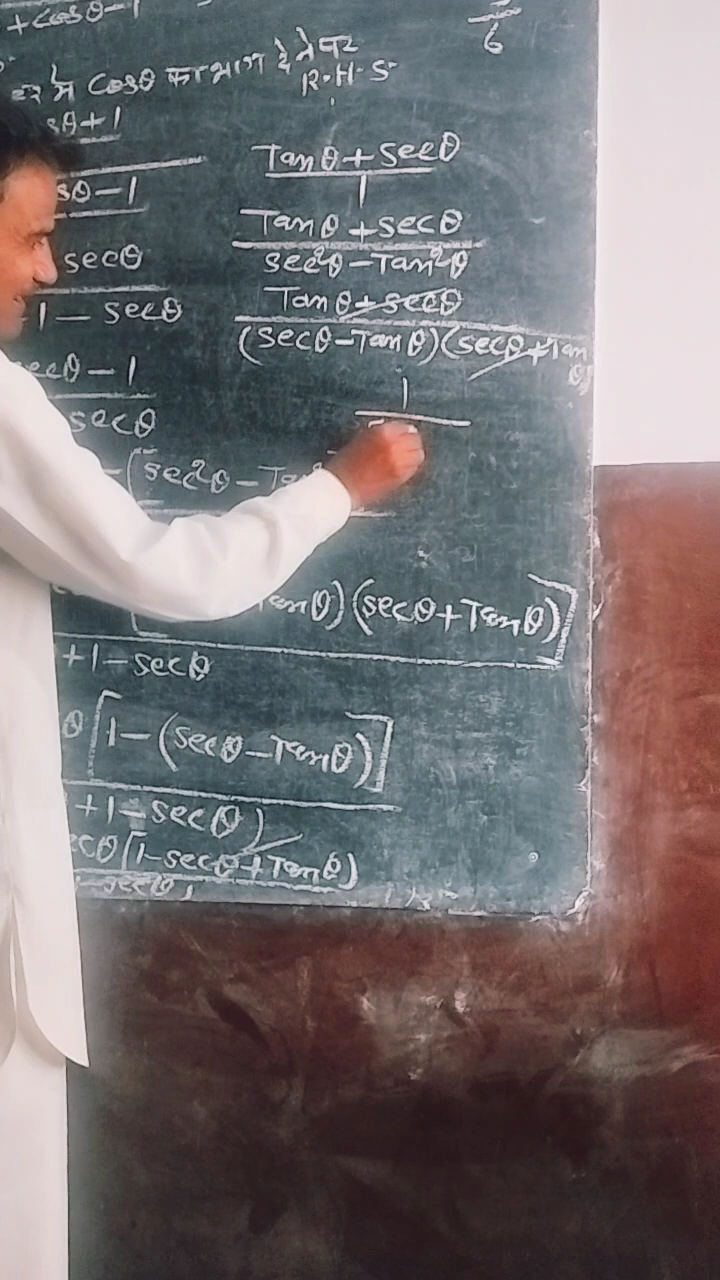 +cosθ-1
6
हर में cosθ का भाग देने पर
R.H.S
sθ+1
sθ-1
secθ
1-secθ
secθ-1
secθ
-(sec²θ-Tan
Tanθ)(secθ+Tanθ)]
+1-secθ
θ[1-(secθ-Tanθ)]
+1-secθ)
ecθ(1-secθ+Tanθ)
-secθ)
Tanθ+secθ
1
Tanθ+secθ
sec²θ-Tan²θ
Tanθ+secθ
(secθ-Tanθ)(secθ+Tanθ)
1